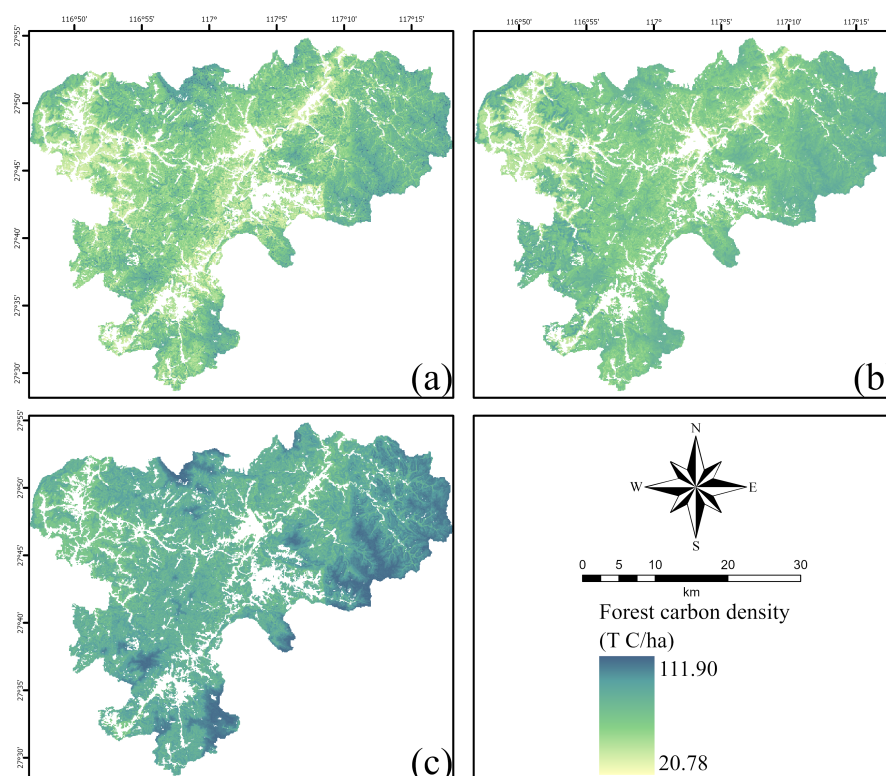 116°50' 116°55' 117° 117°5' 117°10' 117°15' 116°50' 116°55' 117° 117°5' 117°10' 117°15'
27°55'
27°50'
27°45'
27°40'
27°35'
27°30'
(a) (b)
27°55'
27°50'
27°45'
27°40'
27°35'
27°30'
(c)
N
W E
S
0 5 10 20 30
km
Forest carbon density
(T C/ha)
111.90
20.78